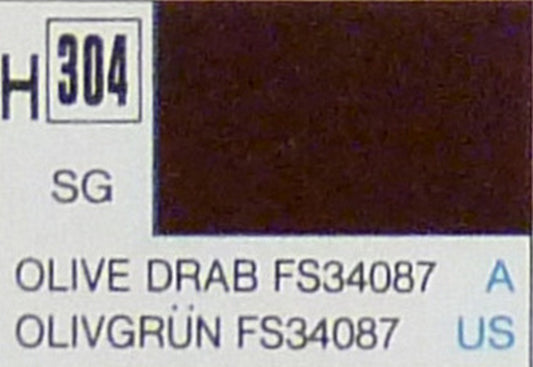 H 304
SG
OLIVE DRAB FS34087 A
OLIVGRÜN FS34087 US